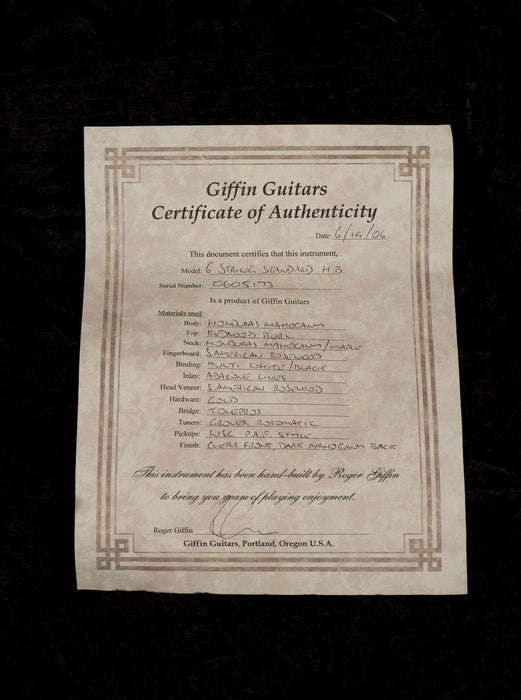 Giffin Guitars
Certificate of Authenticity
Date: 6/19/06
This document certifies that this instrument,
Model: 6 STRING STANDARD H.B.
Serial Number: 0605173
Is a product of Giffin Guitars
Materials used:
Body: HONDURAS MAHOGANY
Top: REDWOOD BURL
Neck: HONDURAS MAHOGANY/MAPLE
Fingerboard: S.AMERICAN ROSEWOOD
Binding: MULTI WHITE/BLACK
Inlay: ABALONE LINES
Head Veneer: S.AMERICAN ROSEWOOD
Hardware: GOLD
Bridge: TONEPROS
Tuners: GROVER ROTOMATIC
Pickups: WSC P.A.F. STYLE
Finish: CLEAR FRONT, DARK MAHOGANY BACK
This instrument has been hand-built by Roger Giffin
to bring you years of playing enjoyment.
Roger Giffin
Giffin Guitars, Portland, Oregon U.S.A.